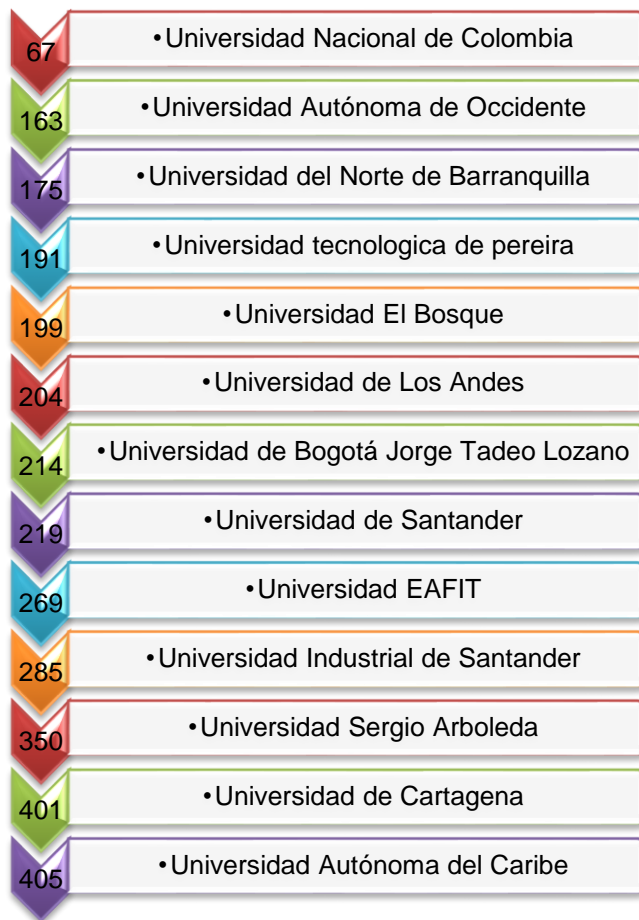 67 •Universidad Nacional de Colombia
163 •Universidad Autónoma de Occidente
175 •Universidad del Norte de Barranquilla
191 •Universidad tecnologica de pereira
199 •Universidad El Bosque
204 •Universidad de Los Andes
214 •Universidad de Bogotá Jorge Tadeo Lozano
219 •Universidad de Santander
269 •Universidad EAFIT
285 •Universidad Industrial de Santander
350 •Universidad Sergio Arboleda
401 •Universidad de Cartagena
405 •Universidad Autónoma del Caribe